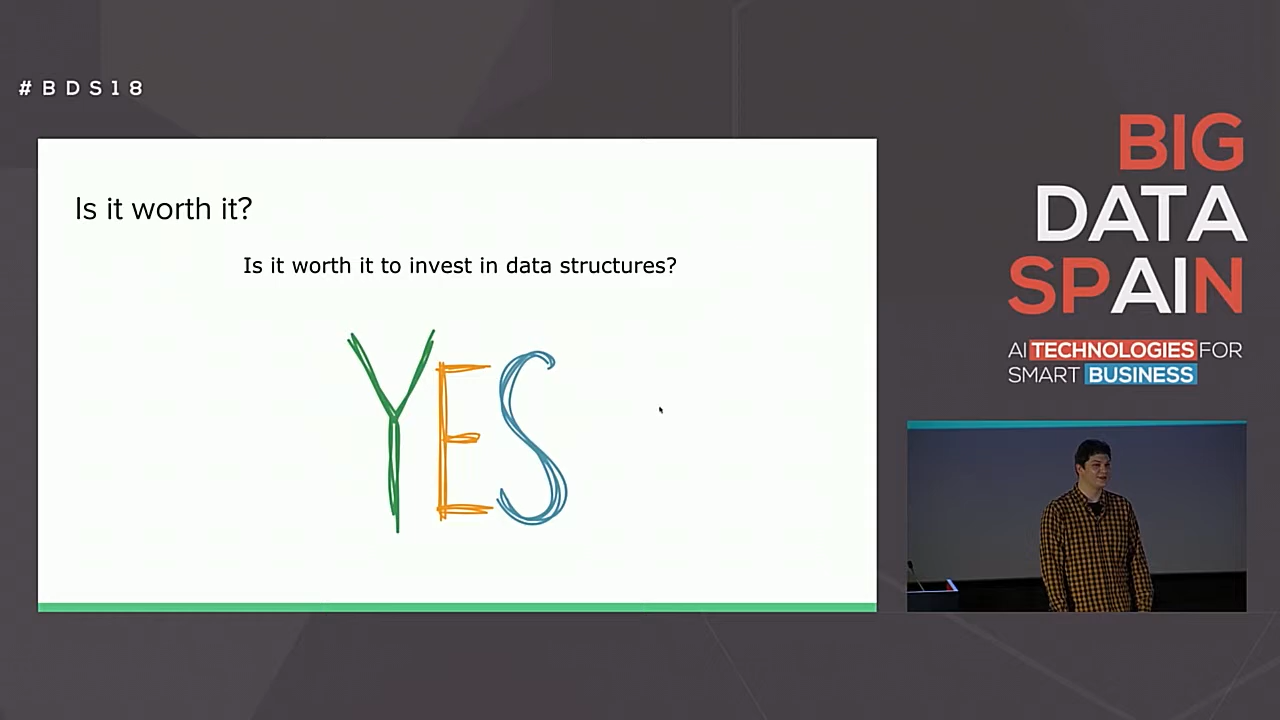 #BDS18
Is it worth it?
Is it worth it to invest in data structures?
YES
BIG
DATA
SPAIN
AI TECHNOLOGIES FOR
SMART BUSINESS